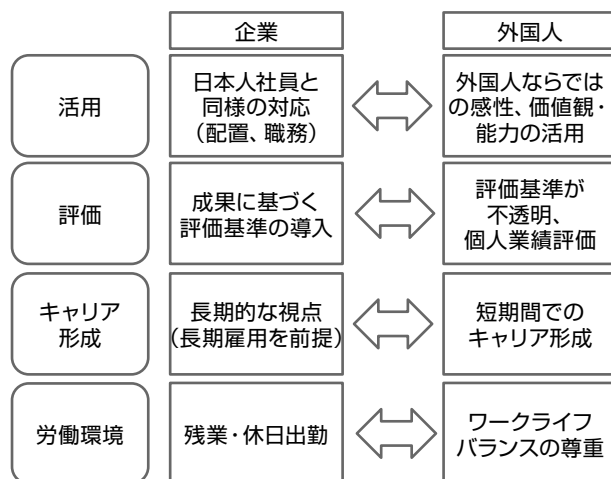 企業
外国人
活用
日本人社員と
同様の対応
（配置、職務）
外国人ならでは
の感性、価値観・
能力の活用
評価
成果に基づく
評価基準の導入
評価基準が
不透明、
個人業績評価
キャリア
形成
長期的な視点
（長期雇用を前提）
短期間での
キャリア形成
労働環境
残業・休日出勤
ワークライフ
バランスの尊重